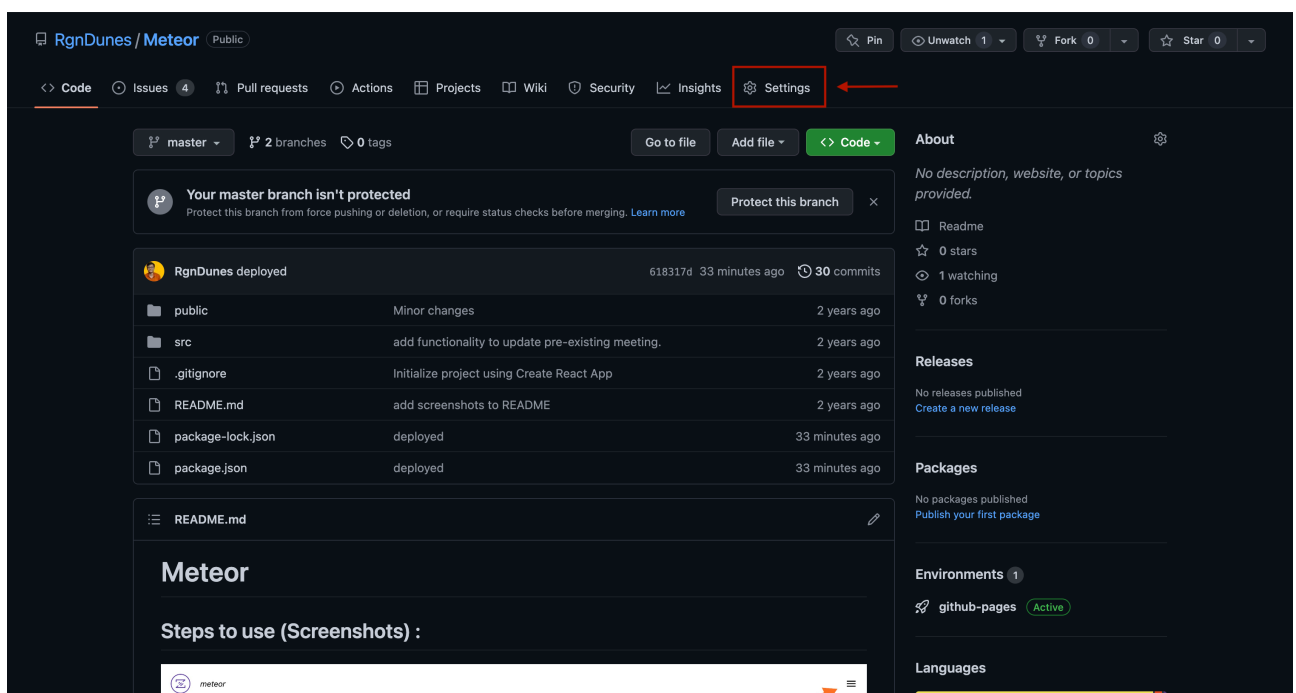 RgnDunes / Meteor Public
Pin
Unwatch 1
Fork 0
Star 0
<> Code
Issues 4
Pull requests
Actions
Projects
Wiki
Security
Insights
Settings
master
2 branches
0 tags
Go to file
Add file
<> Code
Your master branch isn't protected
Protect this branch from force pushing or deletion, or require status checks before merging. Learn more
Protect this branch
RgnDunes deployed 618317d 33 minutes ago 30 commits
public Minor changes 2 years ago
src add functionality to update pre-existing meeting. 2 years ago
.gitignore Initialize project using Create React App 2 years ago
README.md add screenshots to README 2 years ago
package-lock.json deployed 33 minutes ago
package.json deployed 33 minutes ago
README.md
Meteor
Steps to use (Screenshots) :
meteor
About
No description, website, or topics
provided.
Readme
0 stars
1 watching
0 forks
Releases
No releases published
Create a new release
Packages
No packages published
Publish your first package
Environments 1
github-pages Active
Languages